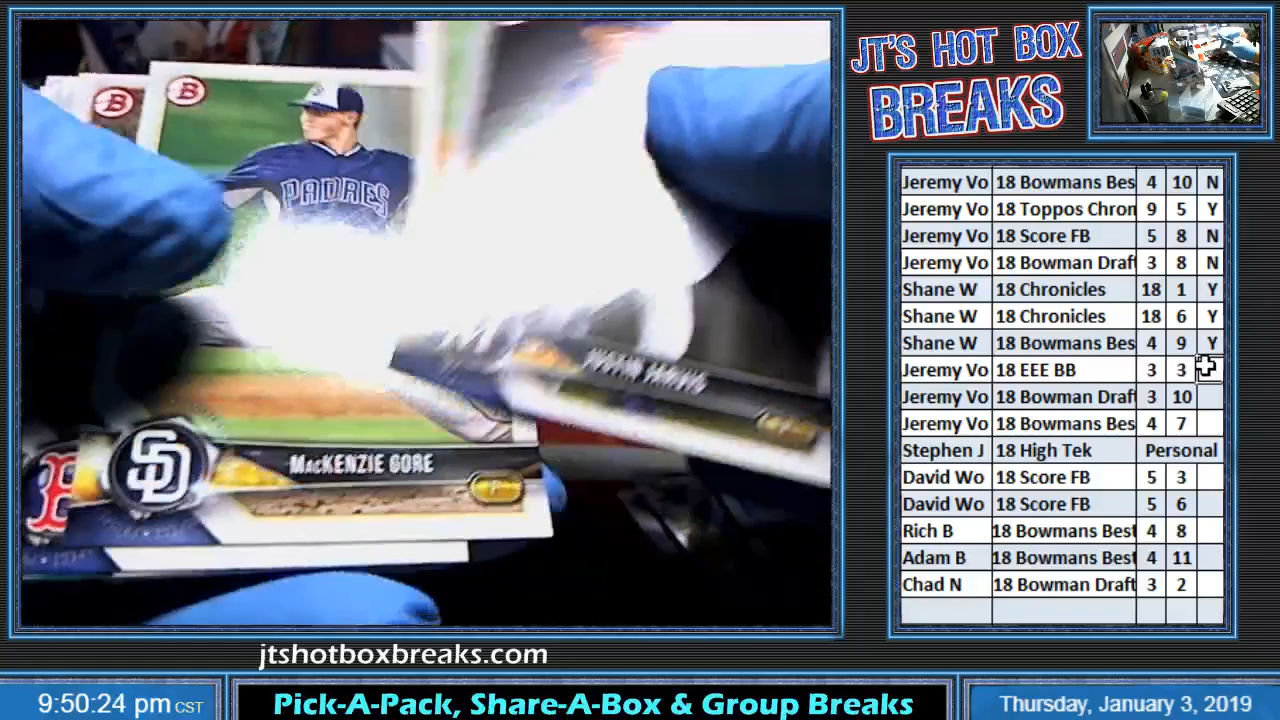 JT'S HOT BOX
BREAKS
B
B
PADRES
SD
MacKENZIE GORE
P
B
Jeremy Vo 18 Bowmans Bes 4 10 N
Jeremy Vo 18 Toppos Chron 9 5 Y
Jeremy Vo 18 Score FB 5 8 N
Jeremy Vo 18 Bowman Draft 3 8 N
Shane W 18 Chronicles 18 1 Y
Shane W 18 Chronicles 18 6 Y
Shane W 18 Bowmans Bes 4 9 Y
Jeremy Vo 18 EEE BB 3 3
Jeremy Vo 18 Bowman Draft 3 10
Jeremy Vo 18 Bowmans Bes 4 7
Stephen J 18 High Tek Personal
David Wo 18 Score FB 5 3
David Wo 18 Score FB 5 6
Rich B 18 Bowmans Best 4 8
Adam B 18 Bowmans Best 4 11
Chad N 18 Bowman Draft 3 2
jtshotboxbreaks.com
9:50:24 pm CST
Pick-A-Pack, Share-A-Box & Group Breaks
Thursday, January 3, 2019